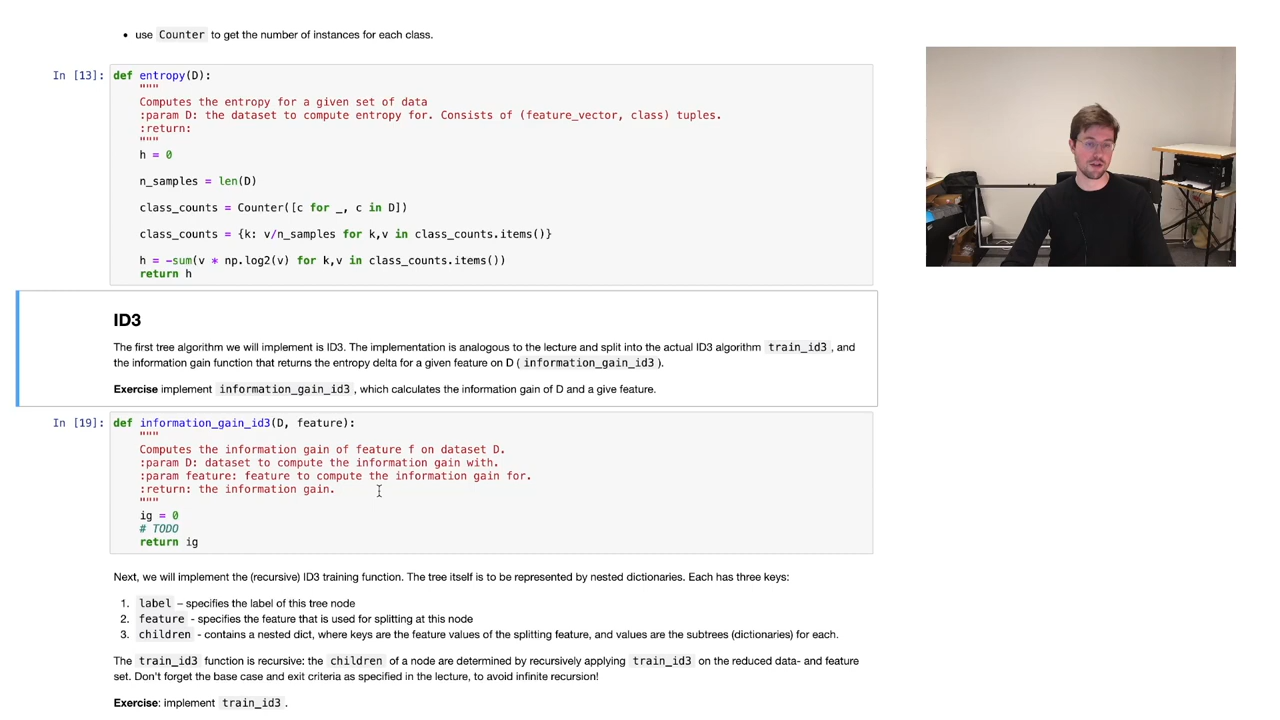 • use Counter to get the number of instances for each class.
In [13]: def entropy(D):
"""
Computes the entropy for a given set of data
:param D: the dataset to compute entropy for. Consists of (feature_vector, class) tuples.
:return:
"""
h = 0
n_samples = len(D)
class_counts = Counter([c for _, c in D])
class_counts = {k: v/n_samples for k,v in class_counts.items()}
h = -sum(v * np.log2(v) for k,v in class_counts.items())
return h
ID3
The first tree algorithm we will implement is ID3. The implementation is analogous to the lecture and split into the actual ID3 algorithm train_id3, and
the information gain function that returns the entropy delta for a given feature on D (information_gain_id3).
Exercise implement information_gain_id3, which calculates the information gain of D and a give feature.
In [19]: def information_gain_id3(D, feature):
"""
Computes the information gain of feature f on dataset D.
:param D: dataset to compute the information gain with.
:param feature: feature to compute the information gain for.
:return: the information gain.
"""
ig = 0
# TODO
return ig
Next, we will implement the (recursive) ID3 training function. The tree itself is to be represented by nested dictionaries. Each has three keys:
1. label – specifies the label of this tree node
2. feature - specifies the feature that is used for splitting at this node
3. children - contains a nested dict, where keys are the feature values of the splitting feature, and values are the subtrees (dictionaries) for each.
The train_id3 function is recursive: the children of a node are determined by recursively applying train_id3 on the reduced data- and feature
set. Don't forget the base case and exit criteria as specified in the lecture, to avoid infinite recursion!
Exercise: implement train_id3.